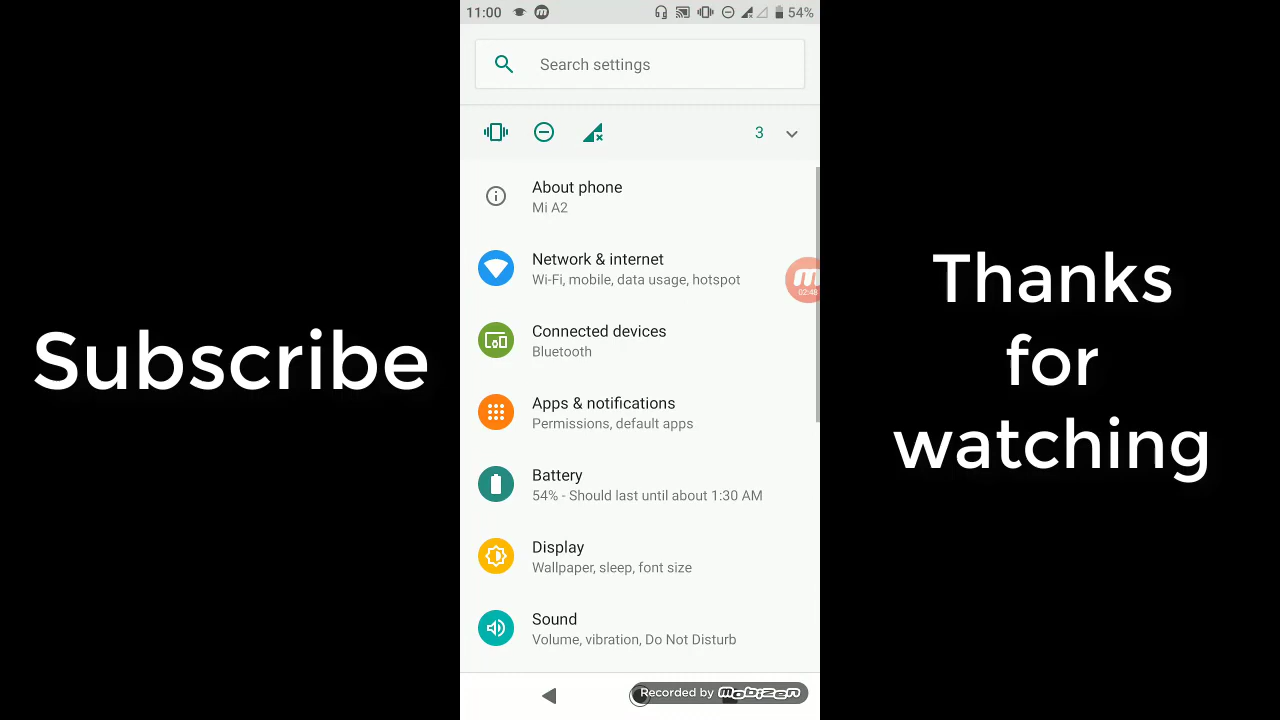 11:00
54%
Search settings
3
About phone
Mi A2
Network & internet
Wi-Fi, mobile, data usage, hotspot
02:48
Connected devices
Bluetooth
Apps & notifications
Permissions, default apps
Battery
54% - Should last until about 1:30 AM
Display
Wallpaper, sleep, font size
Sound
Volume, vibration, Do Not Disturb
Recorded by mobizen
Subscribe
Thanks
for
watching